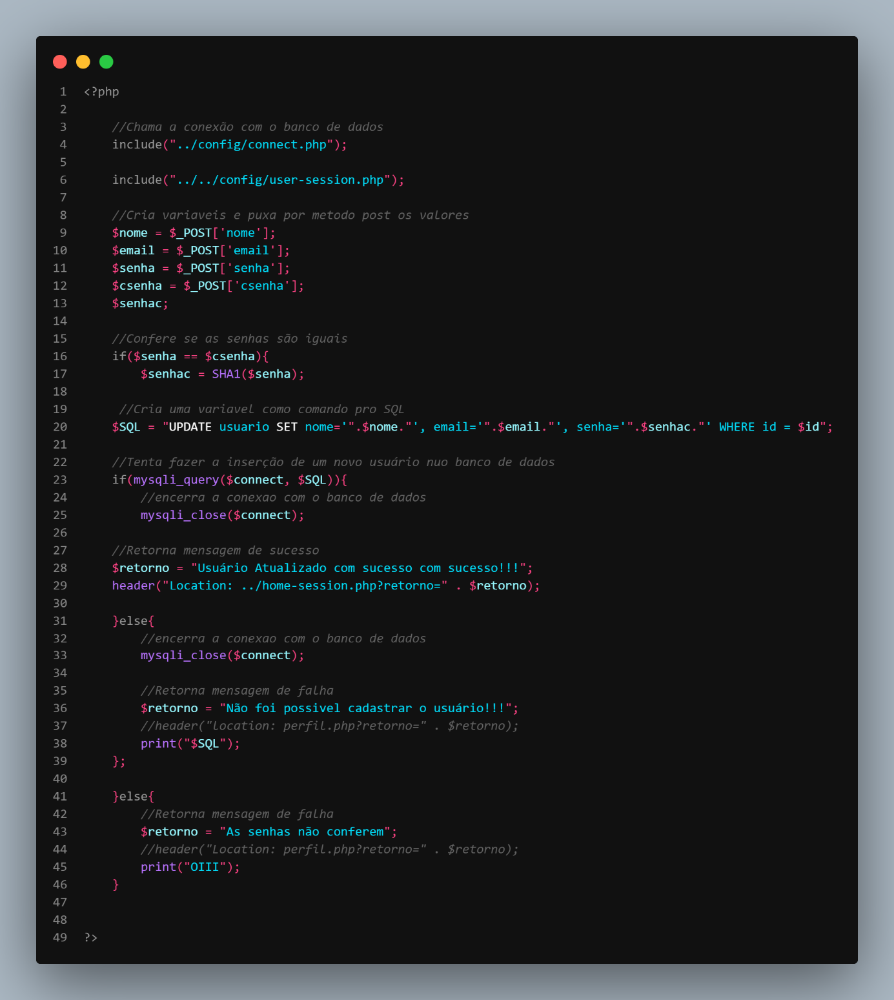 1 <?php
2
3 //Chama a conexão com o banco de dados
4 include("../config/connect.php");
5
6 include("../../config/user-session.php");
7
8 //Cria variaveis e puxa por metodo post os valores
9 $nome = $_POST['nome'];
10 $email = $_POST['email'];
11 $senha = $_POST['senha'];
12 $csenha = $_POST['csenha'];
13 $senhac;
14
15 //Confere se as senhas são iguais
16 if($senha == $csenha){
17 $senhac = SHA1($senha);
18
19 //Cria uma variavel como comando pro SQL
20 $SQL = "UPDATE usuario SET nome='".$nome."', email='".$email."', senha='".$senhac."' WHERE id = $id";
21
22 //Tenta fazer a inserção de um novo usuário nuo banco de dados
23 if(mysqli_query($connect, $SQL)){
24 //encerra a conexao com o banco de dados
25 mysqli_close($connect);
26
27 //Retorna mensagem de sucesso
28 $retorno = "Usuário Atualizado com sucesso com sucesso!!!";
29 header("Location: ../home-session.php?retorno=" . $retorno);
30
31 }else{
32 //encerra a conexao com o banco de dados
33 mysqli_close($connect);
34
35 //Retorna mensagem de falha
36 $retorno = "Não foi possivel cadastrar o usuário!!!";
37 //header("location: perfil.php?retorno=" . $retorno);
38 print("$SQL");
39 };
40
41 }else{
42 //Retorna mensagem de falha
43 $retorno = "As senhas não conferem";
44 //header("Location: perfil.php?retorno=" . $retorno);
45 print("OIII");
46 }
47
48
49 ?>